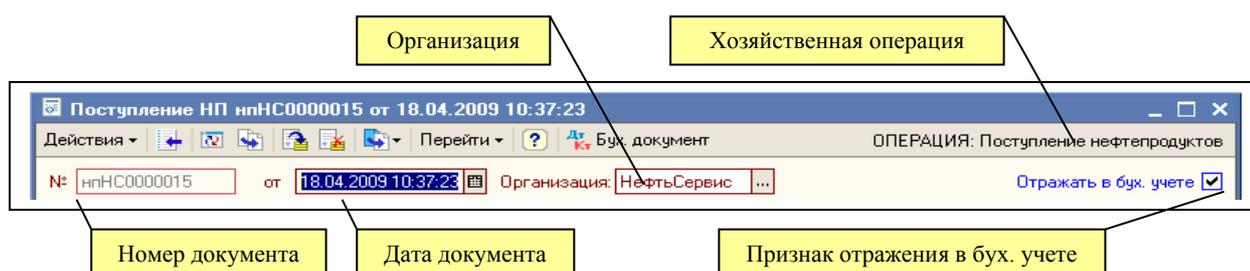 Организация
Хозяйственная операция
Поступление НП нпНС0000015 от 18.04.2009 10:37:23
Действия Перейти ? Дт Кт Бух. документ ОПЕРАЦИЯ: Поступление нефтепродуктов
№ нпНС0000015 от 18.04.2009 10:37:23 Организация: НефтьСервис ... Отражать в бух. учете
Номер документа
Дата документа
Признак отражения в бух. учете